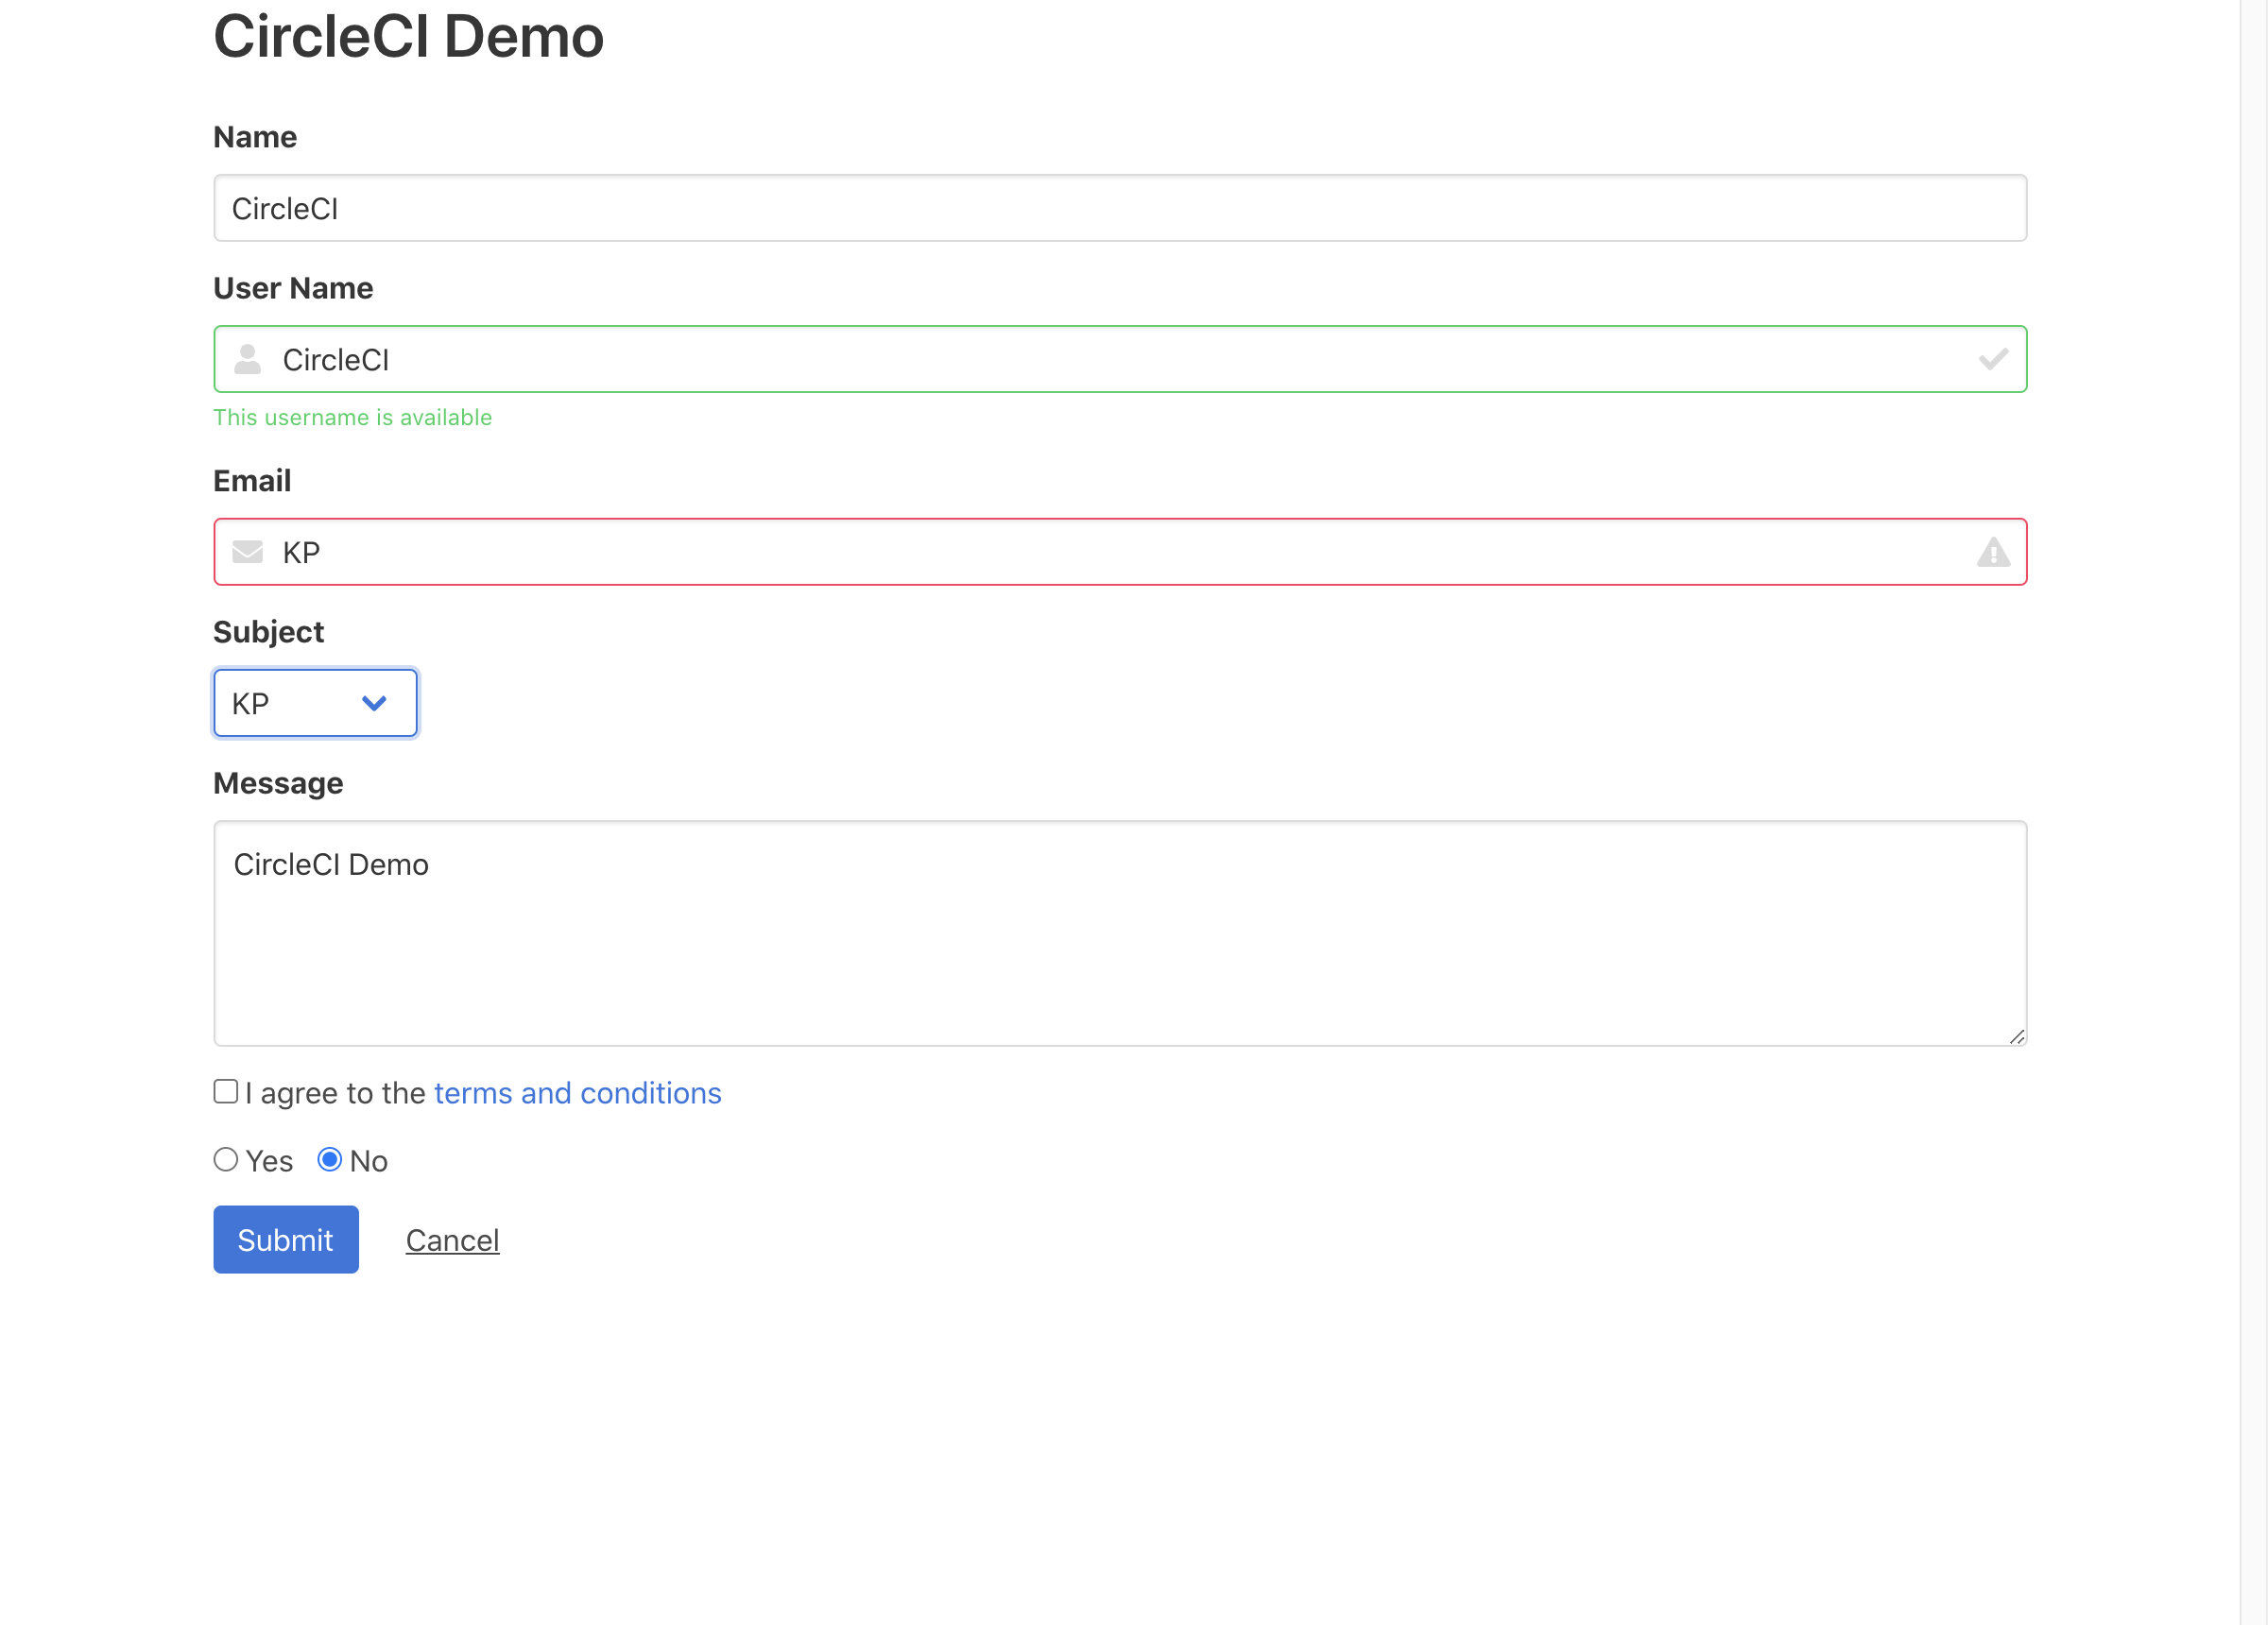 CircleCI Demo
Name
CircleCI
User Name
CircleCI
This username is available
Email
KP
Subject
KP
Message
CircleCI Demo
I agree to the terms and conditions
Yes No
Submit Cancel